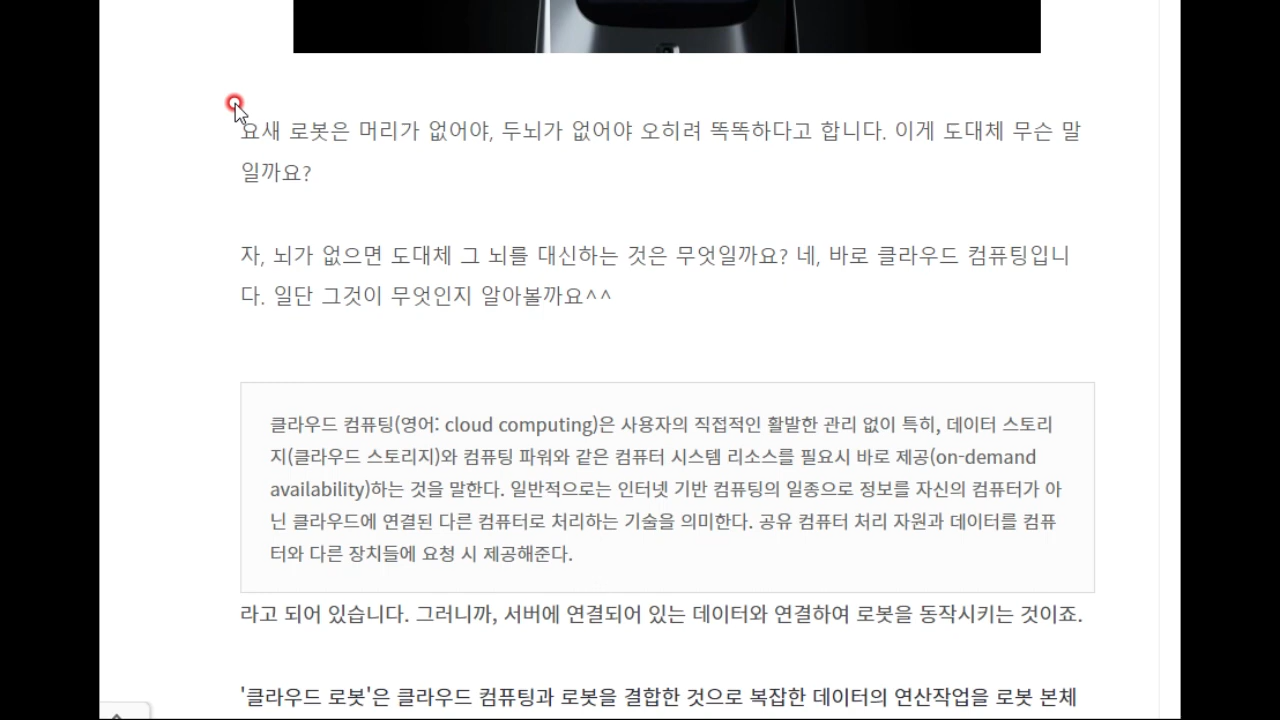 요새 로봇은 머리가 없어야, 두뇌가 없어야 오히려 똑똑하다고 합니다. 이게 도대체 무슨 말
일까요?
자, 뇌가 없으면 도대체 그 뇌를 대신하는 것은 무엇일까요? 네, 바로 클라우드 컴퓨팅입니
다. 일단 그것이 무엇인지 알아볼까요^^
클라우드 컴퓨팅(영어: cloud computing)은 사용자의 직접적인 활발한 관리 없이 특히, 데이터 스토리
지(클라우드 스토리지)와 컴퓨팅 파워와 같은 컴퓨터 시스템 리소스를 필요시 바로 제공(on-demand
availability)하는 것을 말한다. 일반적으로는 인터넷 기반 컴퓨팅의 일종으로 정보를 자신의 컴퓨터가 아
닌 클라우드에 연결된 다른 컴퓨터로 처리하는 기술을 의미한다. 공유 컴퓨터 처리 자원과 데이터를 컴퓨
터와 다른 장치들에 요청 시 제공해준다.
라고 되어 있습니다. 그러니까, 서버에 연결되어 있는 데이터와 연결하여 로봇을 동작시키는 것이죠.
'클라우드 로봇'은 클라우드 컴퓨팅과 로봇을 결합한 것으로 복잡한 데이터의 연산작업을 로봇 본체